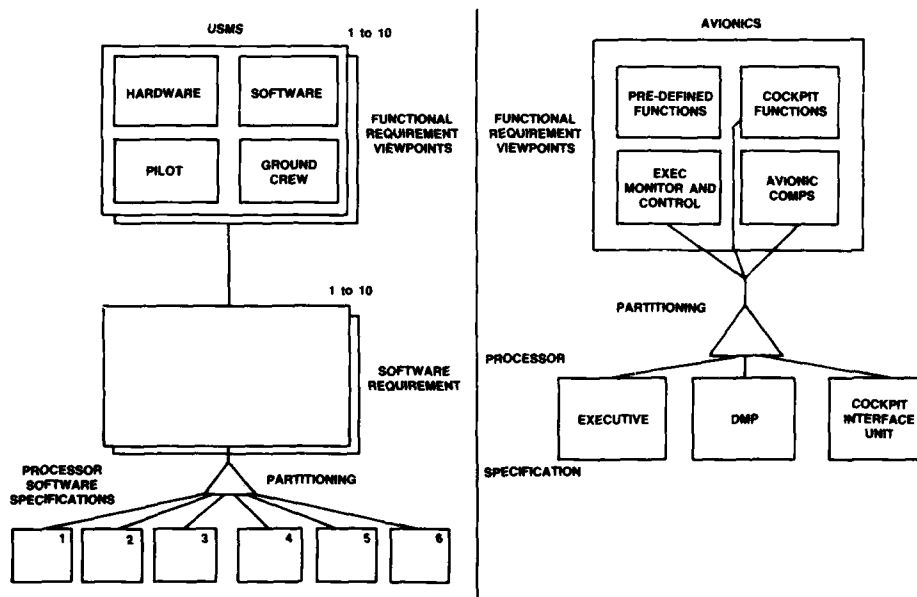 USMS
1 to 10
HARDWARE
SOFTWARE
PILOT
GROUND
CREW
FUNCTIONAL
REQUIREMENT
VIEWPOINTS
1 to 10
SOFTWARE
REQUIREMENT
PROCESSOR
SOFTWARE
SPECIFICATIONS
PARTITIONING
1
2
3
4
5
6
AVIONICS
FUNCTIONAL
REQUIREMENT
VIEWPOINTS
PRE-DEFINED
FUNCTIONS
COCKPIT
FUNCTIONS
EXEC
MONITOR AND
CONTROL
AVIONIC
COMPS
PARTITIONING
PROCESSOR
EXECUTIVE
DMP
COCKPIT
INTERFACE
UNIT
SPECIFICATION